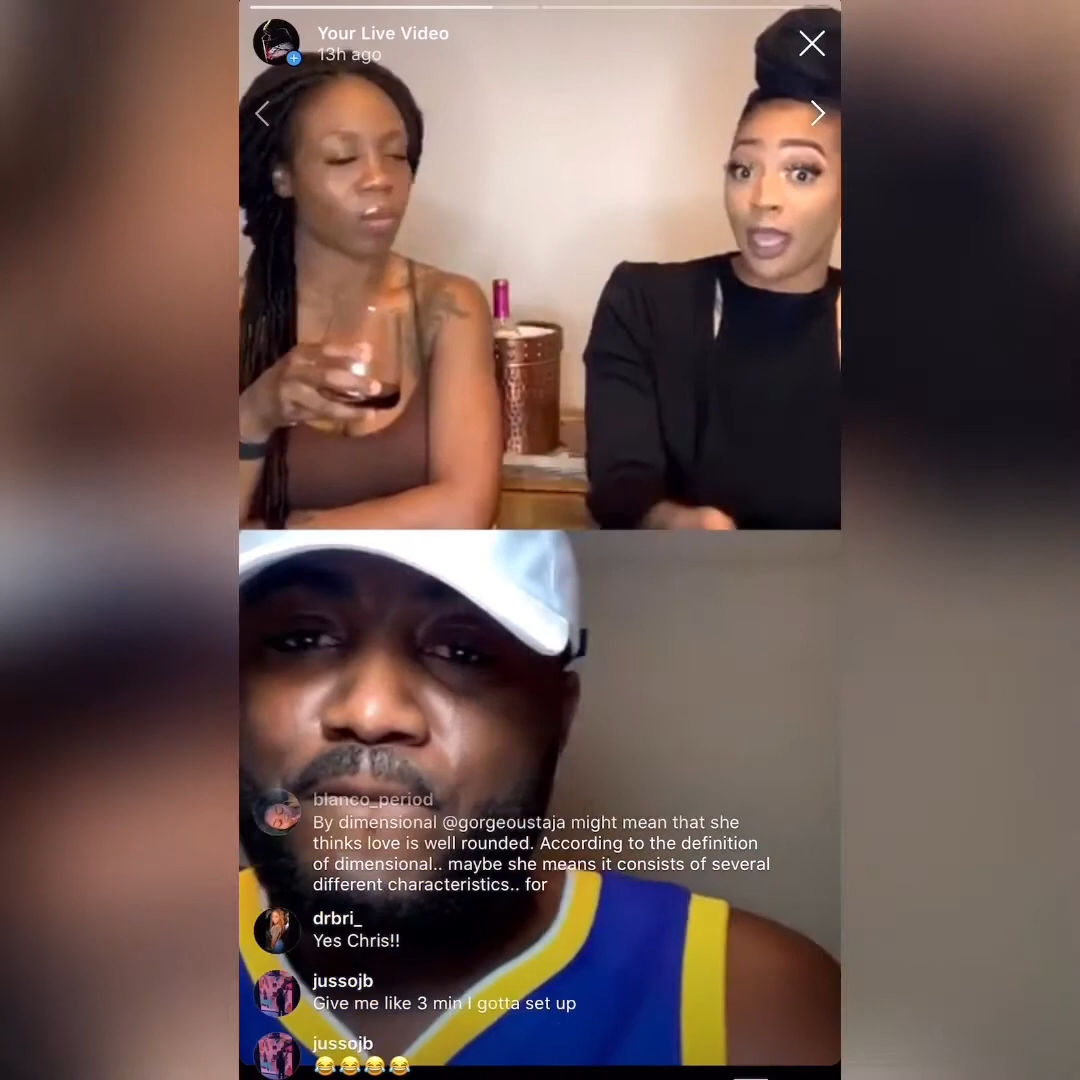 Your Live Video
13h ago
blanco_period
By dimensional @gorgeoustaja might mean that she
thinks love is well rounded. According to the definition
of dimensional.. maybe she means it consists of several
different characteristics.. for
drbri_
Yes Chris!!
jussojb
Give me like 3 min I gotta set up
jussojb
😂😂😂😂